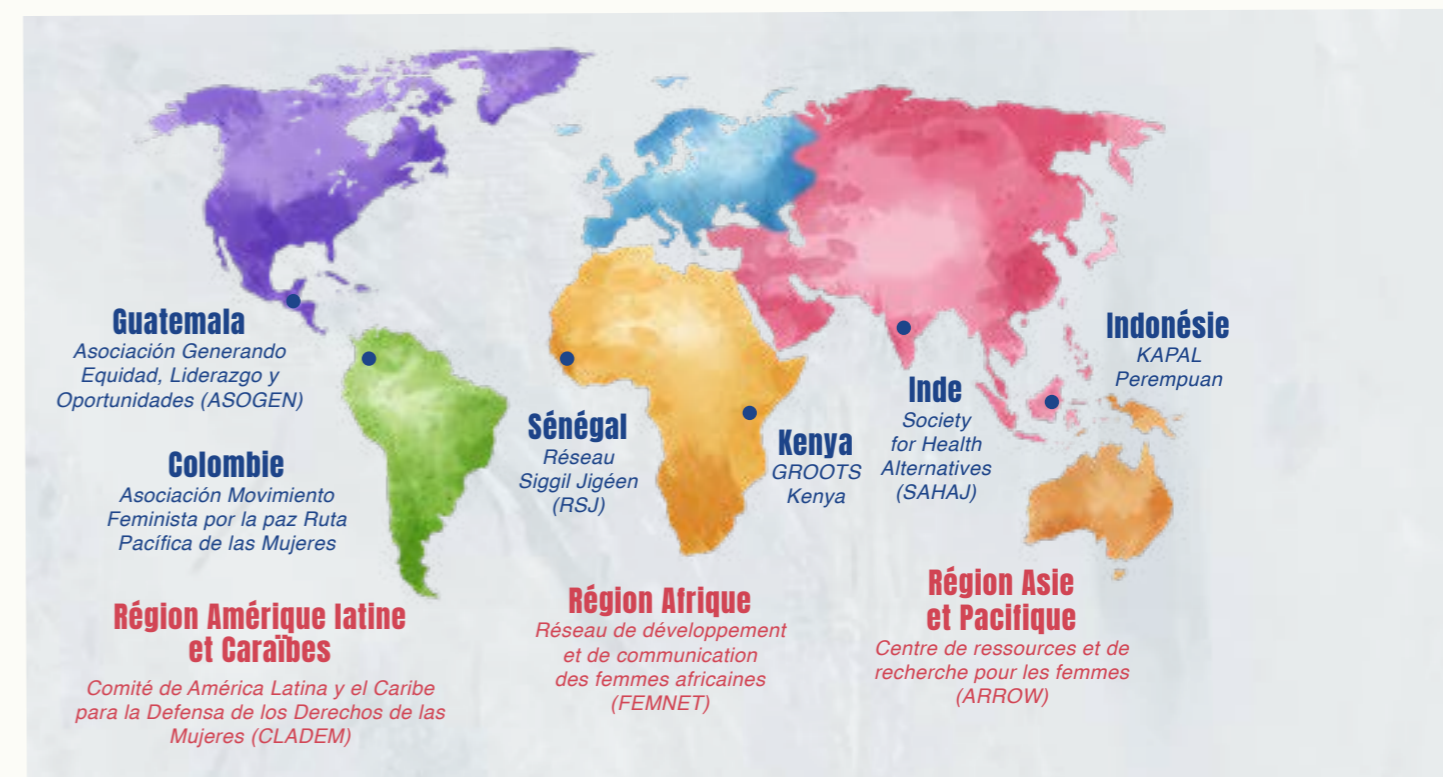 Guatemala
Asociación Generando
Equidad, Liderazgo y
Oportunidades (ASOGEN)
Colombie
Asociación Movimiento
Feminista por la paz Ruta
Pacífica de las Mujeres
Région Amérique latine
et Caraïbes
Comité de América Latina y el Caribe
para la Defensa de los Derechos de las
Mujeres (CLADEM)
Sénégal
Réseau
Siggil Jigéen
(RSJ)
Kenya
GROOTS
Kenya
Région Afrique
Réseau de développement
et de communication
des femmes africaines
(FEMNET)
Inde
Society
for Health
Alternatives
(SAHAJ)
Indonésie
KAPAL
Perempuan
Région Asie
et Pacifique
Centre de ressources et de
recherche pour les femmes
(ARROW)